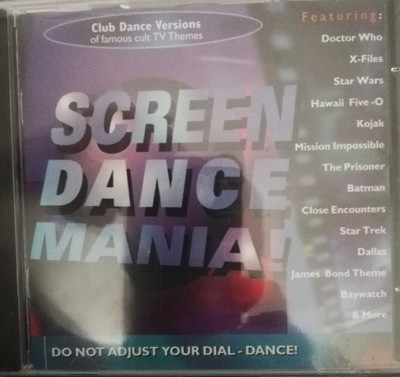 Club Dance Versions
of famous cult TV Themes
Featuring:
Doctor Who
X-Files
Star Wars
Hawaii Five-O
Kojak
Mission Impossible
The Prisoner
Batman
Close Encounters
Star Trek
Dallas
James Bond Theme
Baywatch
& More
SCREEN
DANCE
MANIA!
DO NOT ADJUST YOUR DIAL - DANCE!